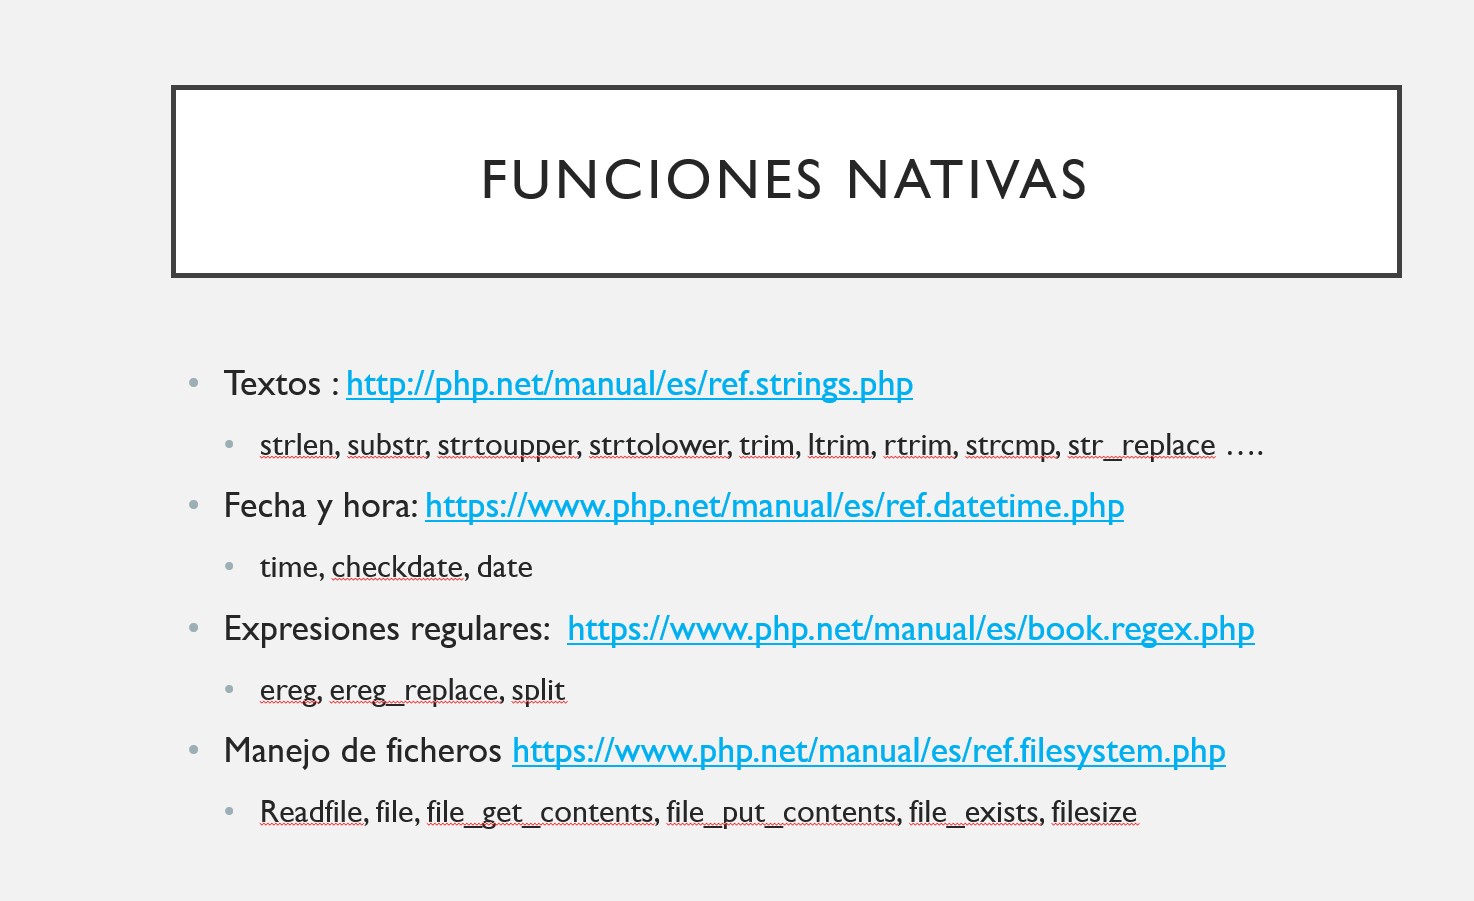 FUNCIONES NATIVAS
Textos : http://php.net/manual/es/ref.strings.php
strlen, substr, strtoupper, strtolower, trim, ltrim, rtrim, strcmp, str_replace ….
Fecha y hora: https://www.php.net/manual/es/ref.datetime.php
time, checkdate, date
Expresiones regulares: https://www.php.net/manual/es/book.regex.php
ereg, ereg_replace, split
Manejo de ficheros https://www.php.net/manual/es/ref.filesystem.php
Readfile, file, file_get_contents, file_put_contents, file_exists, filesize